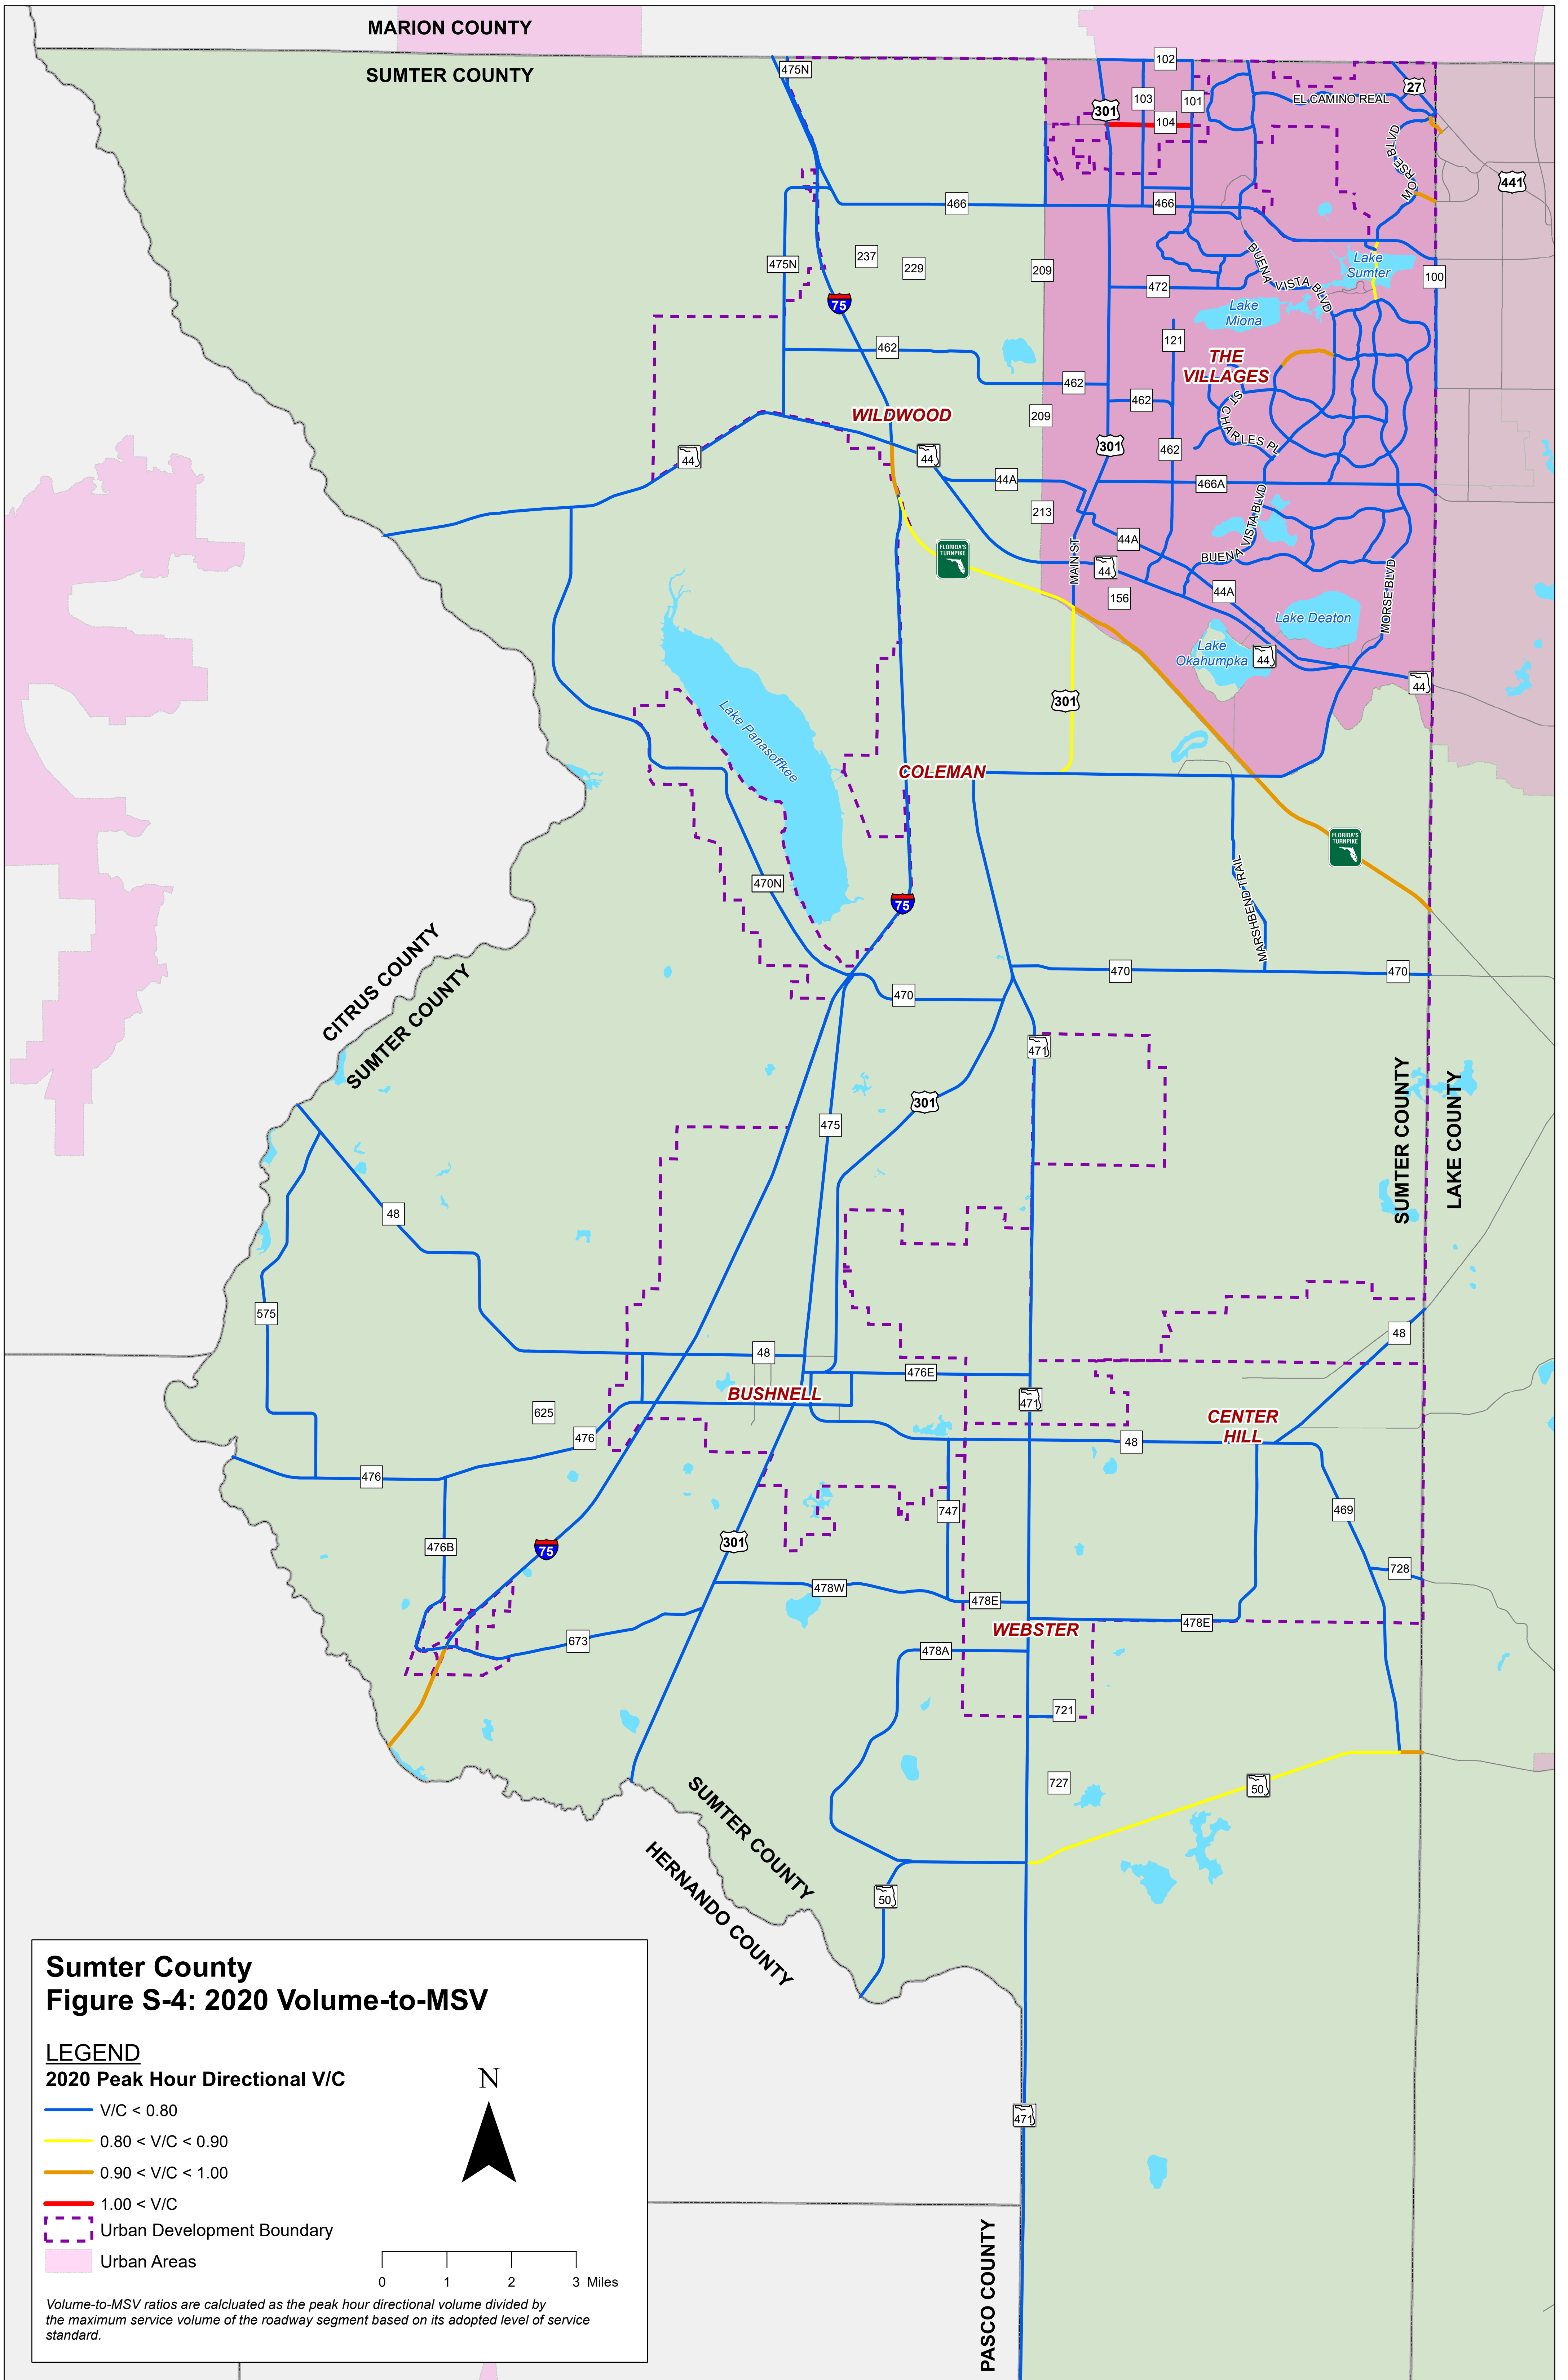 MARION COUNTY
SUMTER COUNTY
475N
102
27
103
101
EL CAMINO REAL
301
104
MORSE BLVD
441
466
466
475N
237
229
209
BUENA VISTA BLVD
Lake
Sumter
100
472
75
Lake
Miona
121
462
THE
VILLAGES
462
462
WILDWOOD
209
ST CHARLES PL
301
462
44
44
44A
466A
213
BUENA VISTA BLVD
FLORIDA'S
TURNPIKE
MAIN ST
44A
44
156
44A
MORSE BLVD
Lake Deaton
Lake
Okahumpka
44
44
301
Lake Panasoffkee
COLEMAN
FLORIDA'S
TURNPIKE
470N
75
MARSHBEND TRAIL
CITRUS COUNTY
SUMTER COUNTY
470
470
470
471
301
SUMTER COUNTY
LAKE COUNTY
475
48
575
48
48
476E
BUSHNELL
471
625
476
CENTER
HILL
48
476
747
469
476B
75
301
728
478W
478E
478E
WEBSTER
673
478A
721
727
50
SUMTER COUNTY
HERNANDO COUNTY
50
471
PASCO COUNTY
Sumter County
Figure S-4: 2020 Volume-to-MSV
LEGEND
2020 Peak Hour Directional V/C
N
V/C < 0.80
0.80 < V/C < 0.90
0.90 < V/C < 1.00
1.00 < V/C
Urban Development Boundary
Urban Areas
0 1 2 3 Miles
Volume-to-MSV ratios are calcluated as the peak hour directional volume divided by
the maximum service volume of the roadway segment based on its adopted level of service
standard.